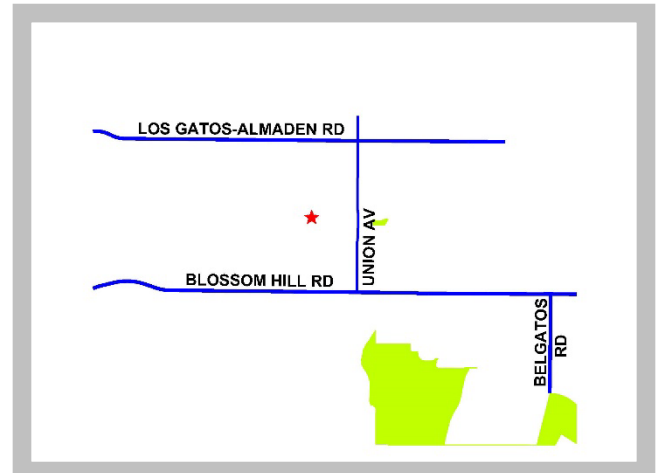 LOS GATOS-ALMADEN RD
UNION AV
BLOSSOM HILL RD
BELGATOS
RD